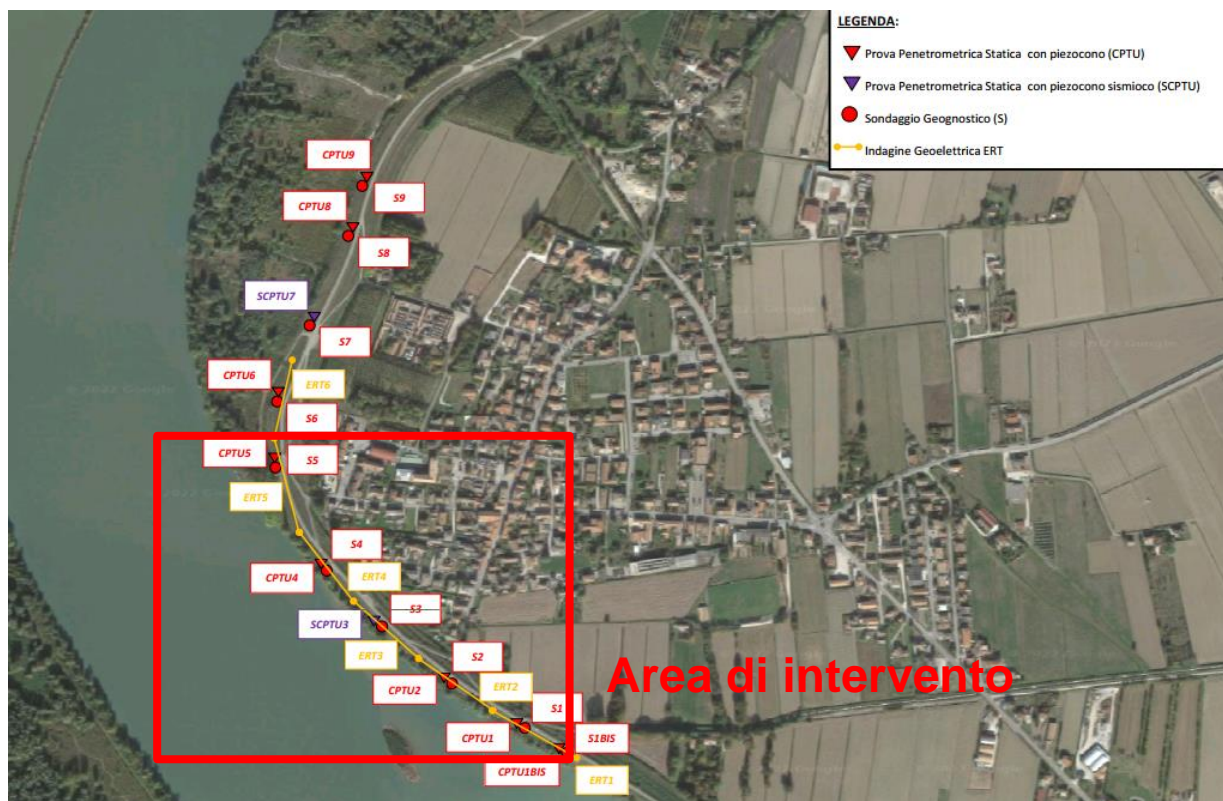 LEGENDA:
Prova Penetrometrica Statica con piezocono (CPTU)
Prova Penetrometrica Statica con piezocono sismioco (SCPTU)
Sondaggio Geognostico (S)
Indagine Geoelettrica ERT
CPTU9
S9
CPTU8
S8
SCPTU7
S7
CPTU6
ERT6
S6
CPTU5
S5
ERT5
S4
CPTU4
ERT4
S3
SCPTU3
ERT3
S2
CPTU2
ERT2
Area di intervento
S1
CPTU1
S1BIS
CPTU1BIS
ERT1